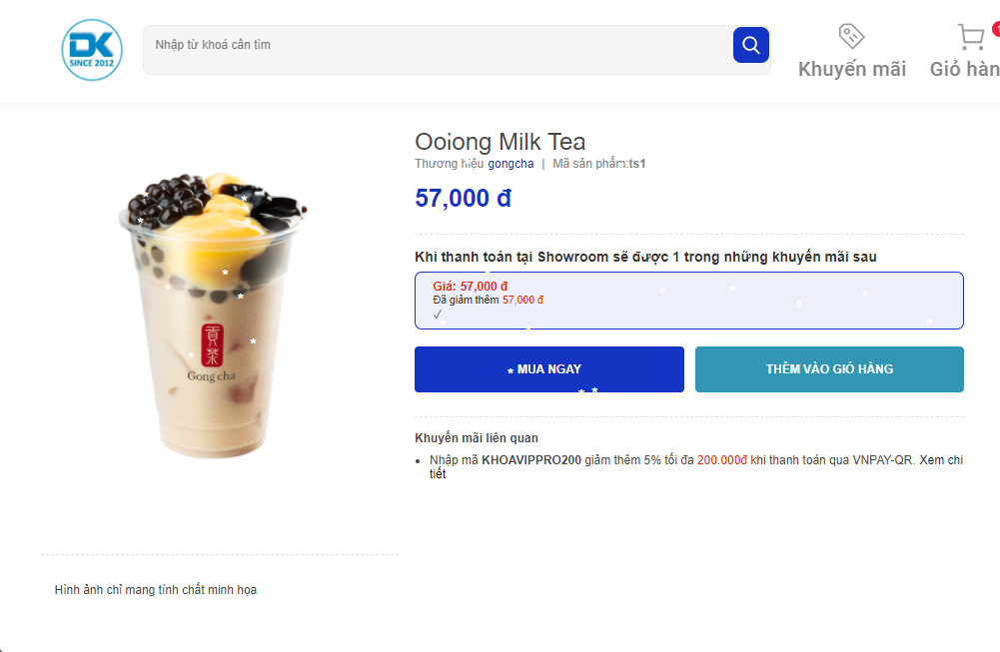 DK
SINCE 2012
Nhập từ khoá cần tìm
Khuyến mãi
Giỏ hàn
1
Oolong Milk Tea
Thương hiệu gongcha | Mã sản phẩm:ts1
57,000 đ
Khi thanh toán tại Showroom sẽ được 1 trong những khuyến mãi sau
Giá: 57,000 đ
Đã giảm thêm 57,000 đ
✓
MUA NGAY
THÊM VÀO GIỎ HÀNG
貢茶
Gong cha
Khuyến mãi liên quan
Nhập mã KHOAVIPPRO200 giảm thêm 5% tối đa 200.000đ khi thanh toán qua VNPAY-QR. Xem chi
tiết
Hình ảnh chỉ mang tính chất minh họa